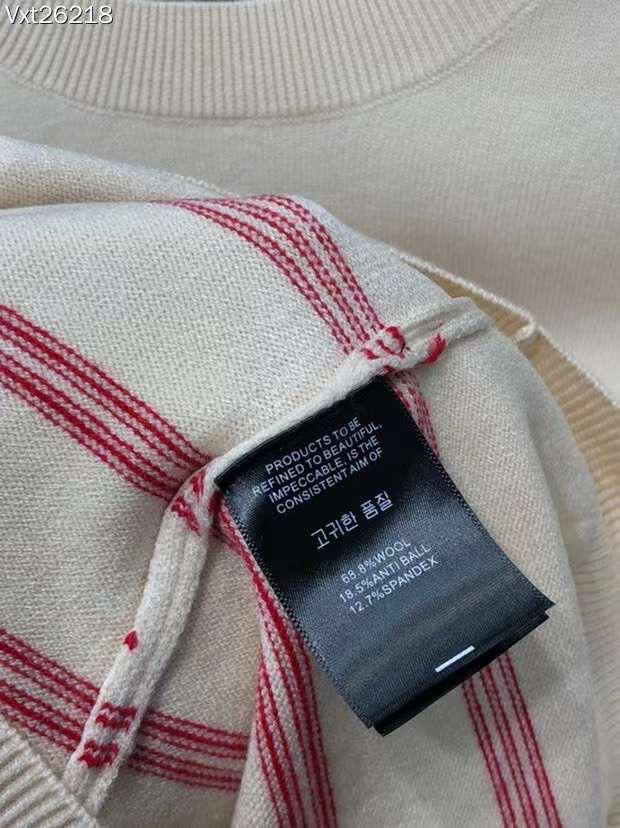 Vxt26218
PRODUCTS TO BE
REFINED TO BEAUTIFUL,
IMPECCABLE, IS THE
CONSISTENT AIM OF
고귀한 품질
68.8%WOOL
18.5%ANTI BALL
12.7%SPANDEX